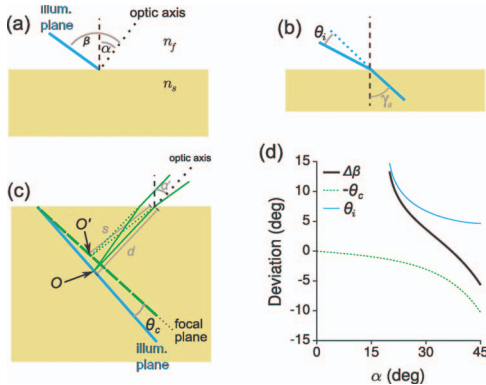 (a)
illum.
plane
optic axis
β
α
n_f
n_s
(b)
θ_i
γ_s
(c)
optic axis
α
O'
s
d
O
θ_c
focal
plane
illum.
plane
(d)
Deviation (deg)
15
10
5
0
-5
-10
-15
Δβ
-θ_c
θ_i
0
15
30
45
α (deg)